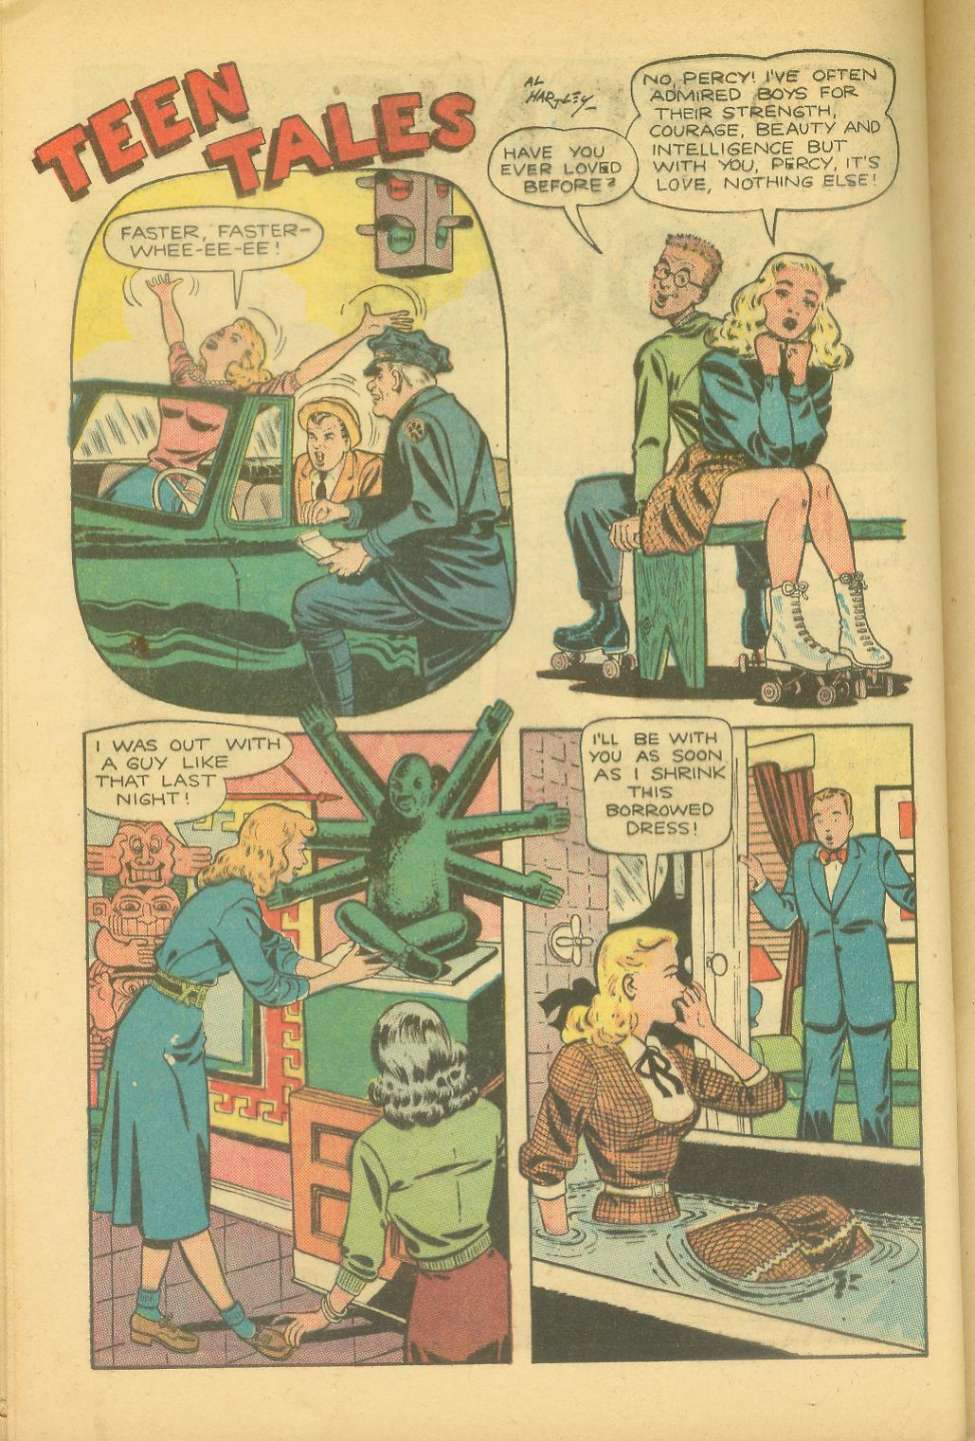 TEEN
TALES
AL
HARTLEY
FASTER, FASTER-
WHEE-EE-EE!
HAVE YOU
EVER LOVED
BEFORE?
NO, PERCY! I'VE OFTEN
ADMIRED BOYS FOR
THEIR STRENGTH,
COURAGE, BEAUTY AND
INTELLIGENCE BUT
WITH YOU, PERCY, IT'S
LOVE, NOTHING ELSE!
I WAS OUT WITH
A GUY LIKE
THAT LAST
NIGHT!
I'LL BE WITH
YOU AS SOON
AS I SHRINK
THIS
BORROWED
DRESS!